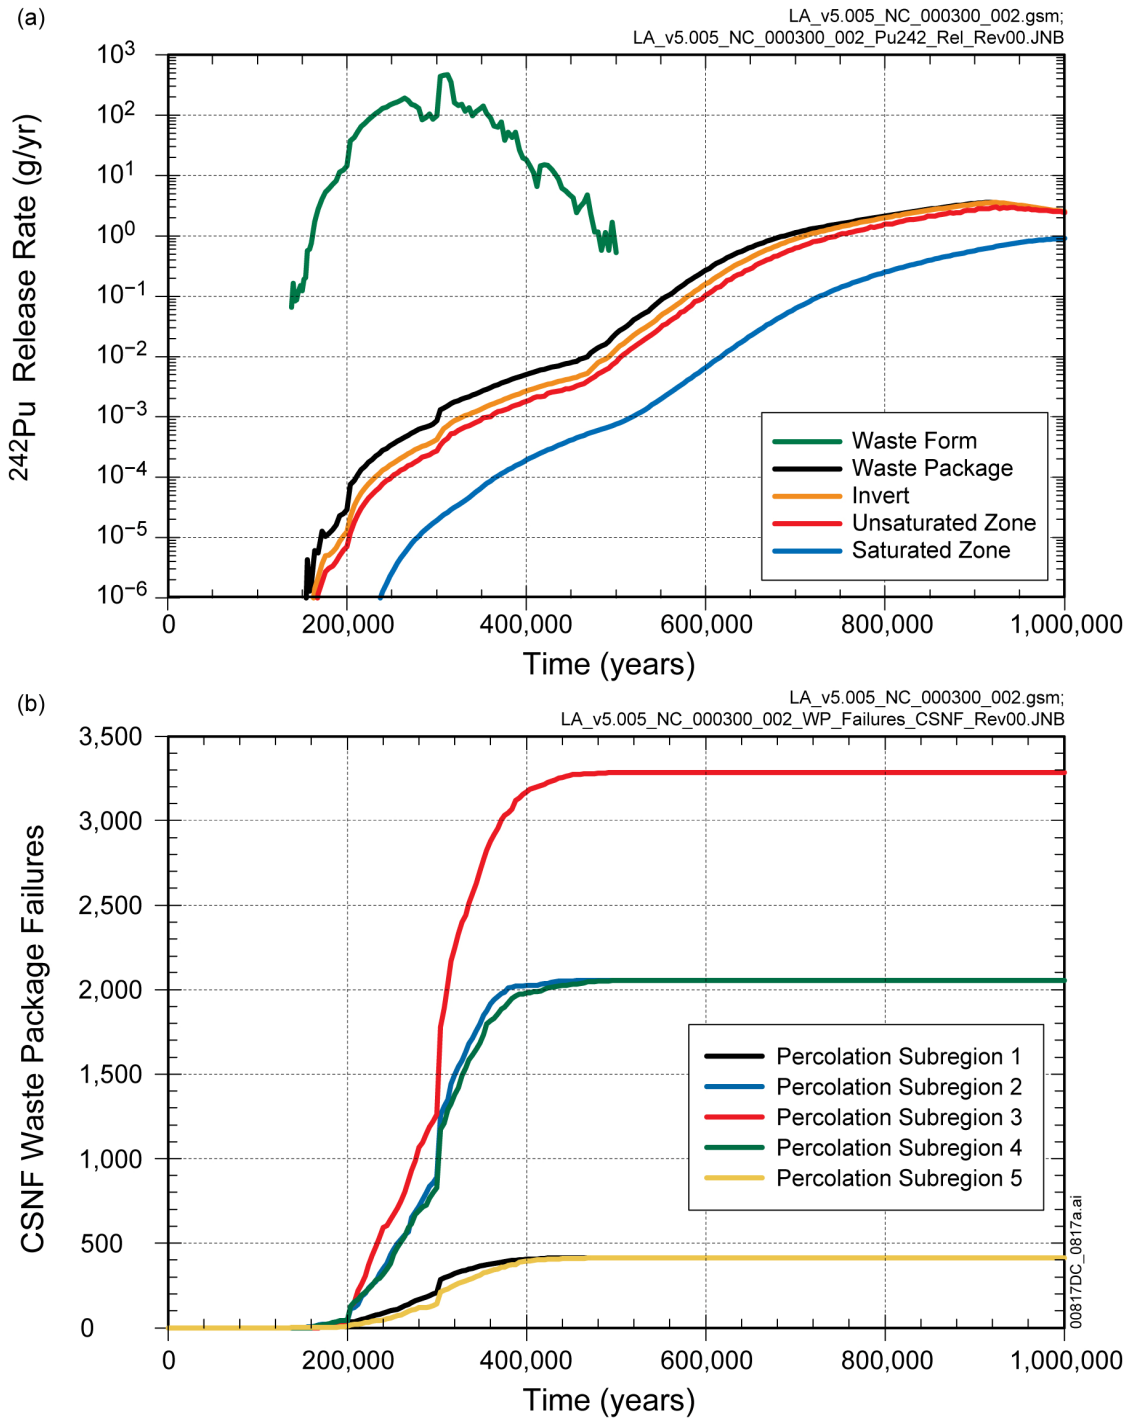 (a)
LA_v5.005_NC_000300_002.gsm;
LA_v5.005_NC_000300_002_Pu242_Rel_Rev00.JNB
10³
10²
10¹
10⁰
10⁻¹
10⁻²
10⁻³
10⁻⁴
10⁻⁵
10⁻⁶
²⁴²Pu Release Rate (g/yr)
Waste Form
Waste Package
Invert
Unsaturated Zone
Saturated Zone
0 200,000 400,000 600,000 800,000 1,000,000
Time (years)
(b)
LA_v5.005_NC_000300_002.gsm;
LA_v5.005_NC_000300_002_WP_Failures_CSNF_Rev00.JNB
3,500
3,000
2,500
2,000
1,500
1,000
500
0
CSNF Waste Package Failures
Percolation Subregion 1
Percolation Subregion 2
Percolation Subregion 3
Percolation Subregion 4
Percolation Subregion 5
00817DC_0817a.ai
0 200,000 400,000 600,000 800,000 1,000,000
Time (years)